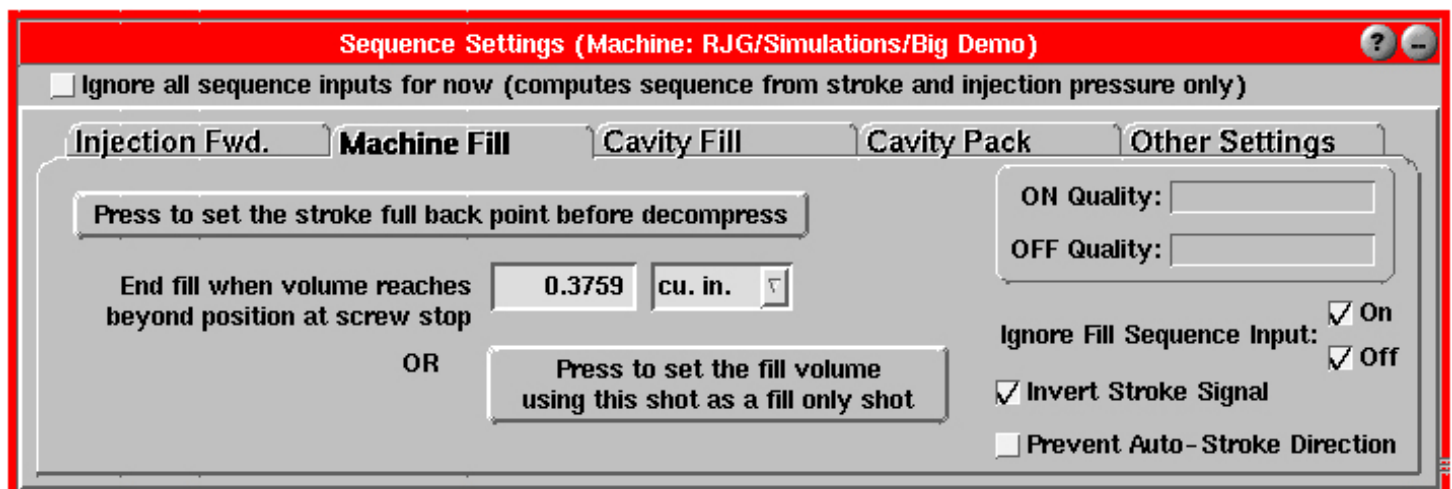 Sequence Settings (Machine: RJG/Simulations/Big Demo)
?
Ignore all sequence inputs for now (computes sequence from stroke and injection pressure only)
Injection Fwd. Machine Fill Cavity Fill Cavity Pack Other Settings
Press to set the stroke full back point before decompress
End fill when volume reaches
beyond position at screw stop
0.3759 cu. in.
OR
Press to set the fill volume
using this shot as a fill only shot
ON Quality:
OFF Quality:
Ignore Fill Sequence Input:
On
Off
Invert Stroke Signal
Prevent Auto-Stroke Direction